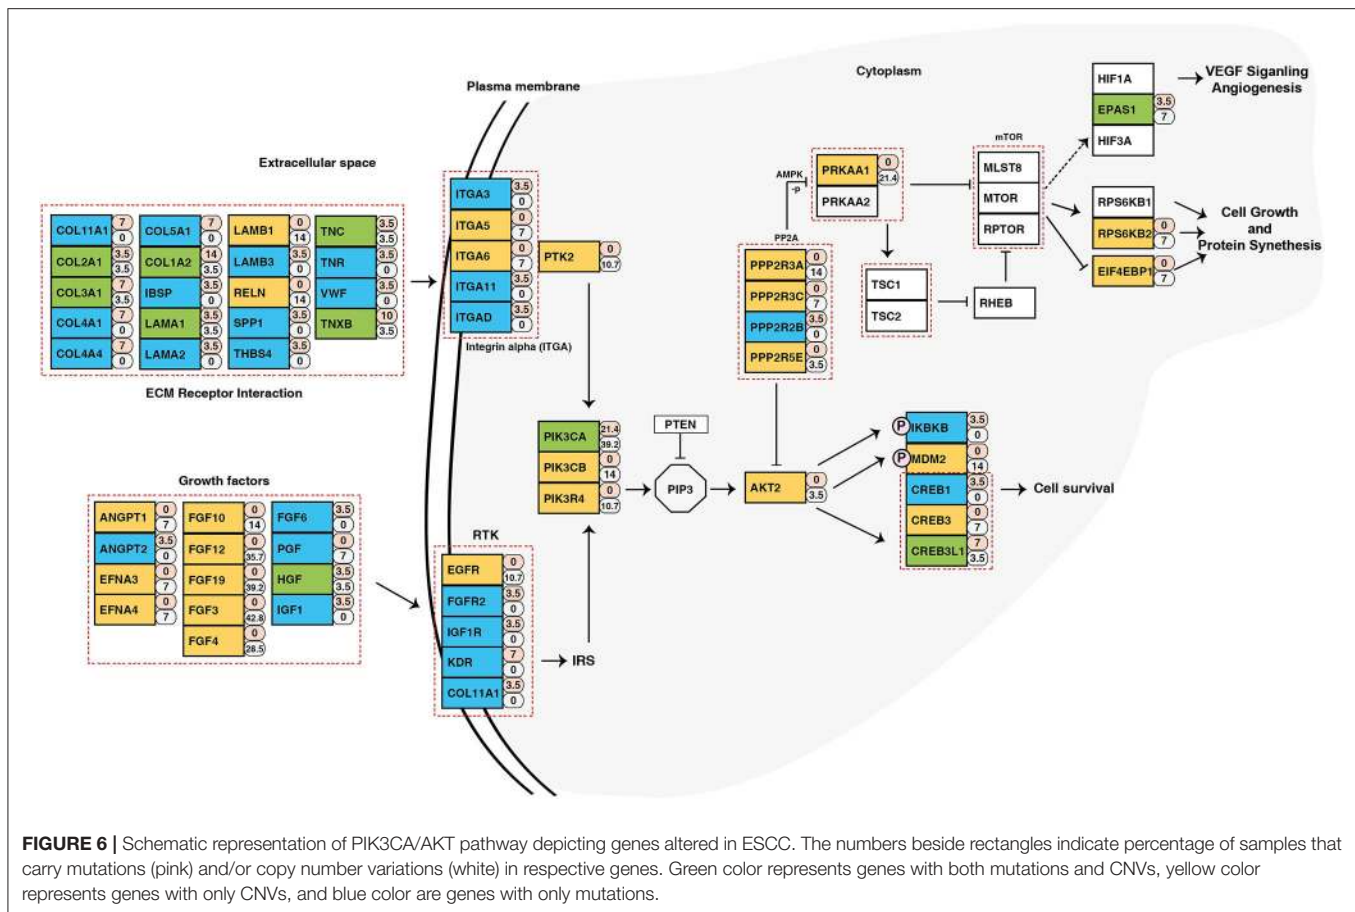 Cytoplasm
Plasma membrane
Extracellular space
COL11A1 7 0
COL2A1 3.5 3.5
COL3A1 7 3.5
COL4A1 7 0
COL4A4 7 0
COL5A1 7 0
COL1A2 14 3.5
IBSP 3.5 0
LAMA1 3.5 3.5
LAMA2 3.5 0
LAMB1 0 14
LAMB3 3.5 0
RELN 0 14
SPP1 3.5 0
THBS4 3.5 0
TNC 3.5 3.5
TNR 3.5 0
VWF 3.5 0
TNXB 10 3.5
ECM Receptor Interaction
ITGA3 3.5 0
ITGA5 0 7
ITGA6 0 7
ITGA11 3.5 0
ITGAD 3.5 0
Integrin alpha (ITGA)
PTK2 0 10.7
Growth factors
ANGPT1 0 7
ANGPT2 3.5 0
EFNA3 0 7
EFNA4 0 7
FGF10 0 14
FGF12 0 35.7
FGF19 0 39.2
FGF3 0 42.8
FGF4 0 28.5
FGF6 3.5 0
PGF 0 7
HGF 3.5 3.5
IGF1 3.5 0
RTK
EGFR 0 10.7
FGFR2 3.5 0
IGF1R 3.5 0
KDR 7 0
COL11A1 3.5 0
IRS
PIK3CA 21.4 39.2
PIK3CB 0 14
PIK3R4 0 10.7
PTEN
PIP3
AKT2 0 3.5
PP2A
PPP2R3A 0 14
PPP2R3C 0 7
PPP2R2B 3.5 0
PPP2R5E 0 3.5
AMPK
-p
PRKAA1 0 21.4
PRKAA2
TSC1
TSC2
RHEB
mTOR
MLST8
MTOR
RPTOR
HIF1A
EPAS1 3.5 7
HIF3A
VEGF Siganling
Angiogenesis
RPS6KB1
RPS6KB2 0 7
EIF4EBP1 0 7
Cell Growth
and
Protein Synethesis
P IKBKB 3.5 0
P MDM2 0 14
CREB1 3.5 0
CREB3 0 7
CREB3L1 7 3.5
Cell survival
FIGURE 6 | Schematic representation of PIK3CA/AKT pathway depicting genes altered in ESCC. The numbers beside rectangles indicate percentage of samples that
carry mutations (pink) and/or copy number variations (white) in respective genes. Green color represents genes with both mutations and CNVs, yellow color
represents genes with only CNVs, and blue color are genes with only mutations.